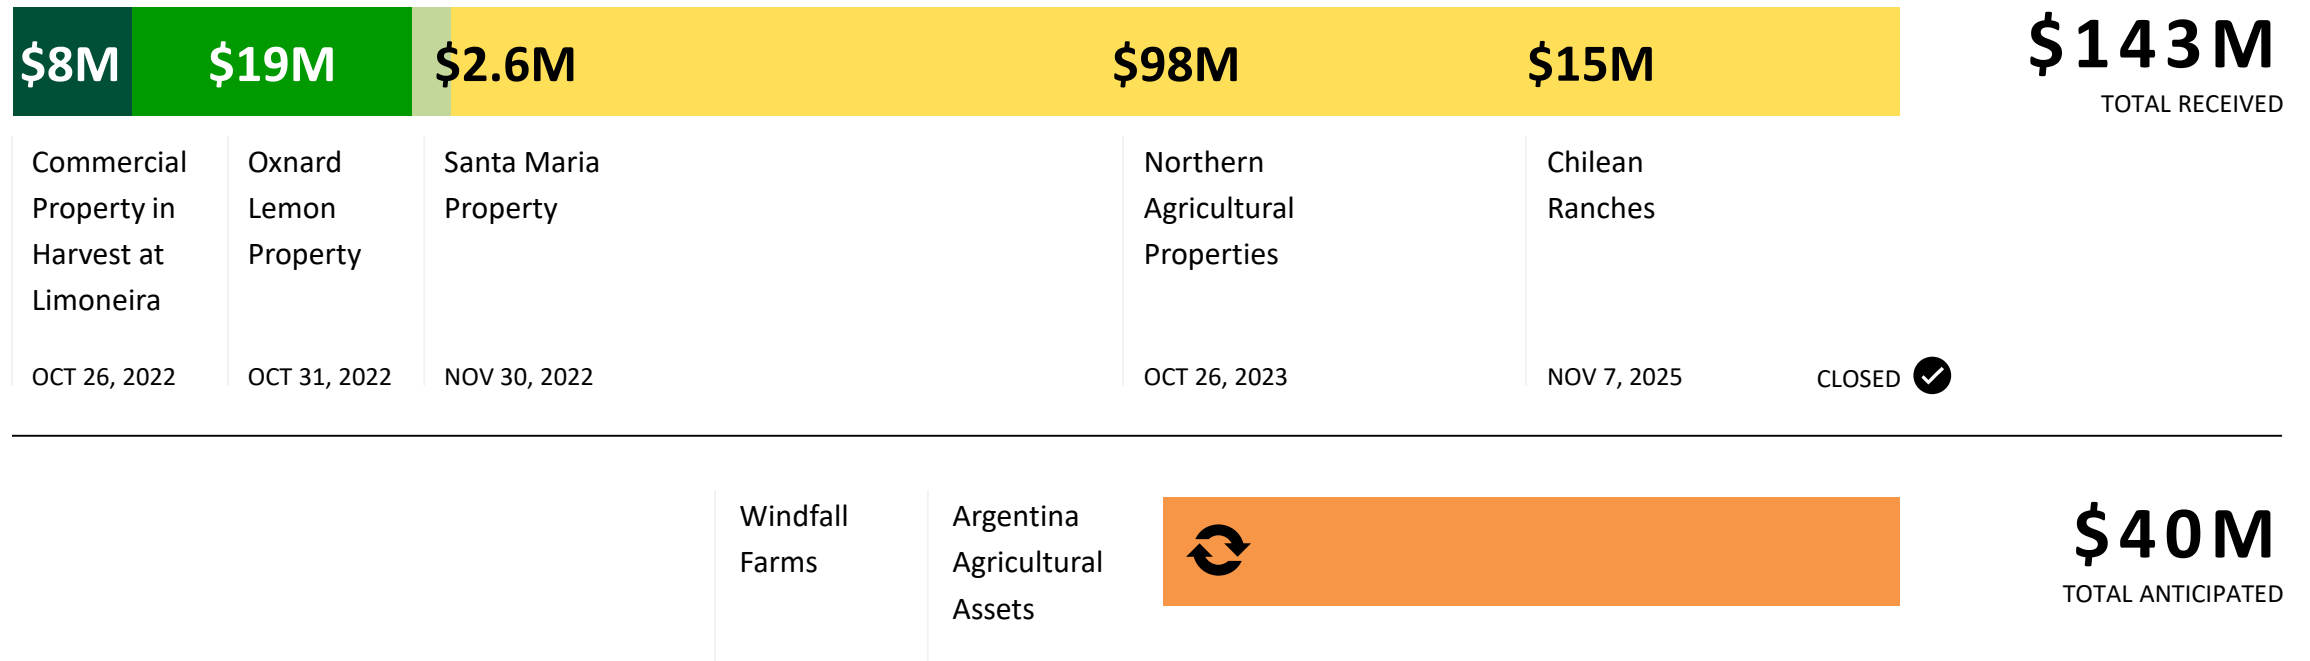 $8M
$19M
$2.6M
$98M
$15M
$143M
TOTAL RECEIVED
Commercial
Property in
Harvest at
Limoneira
OCT 26, 2022
Oxnard
Lemon
Property
OCT 31, 2022
Santa Maria
Property
NOV 30, 2022
Northern
Agricultural
Properties
OCT 26, 2023
Chilean
Ranches
NOV 7, 2025
CLOSED
Windfall
Farms
Argentina
Agricultural
Assets
$40M
TOTAL ANTICIPATED